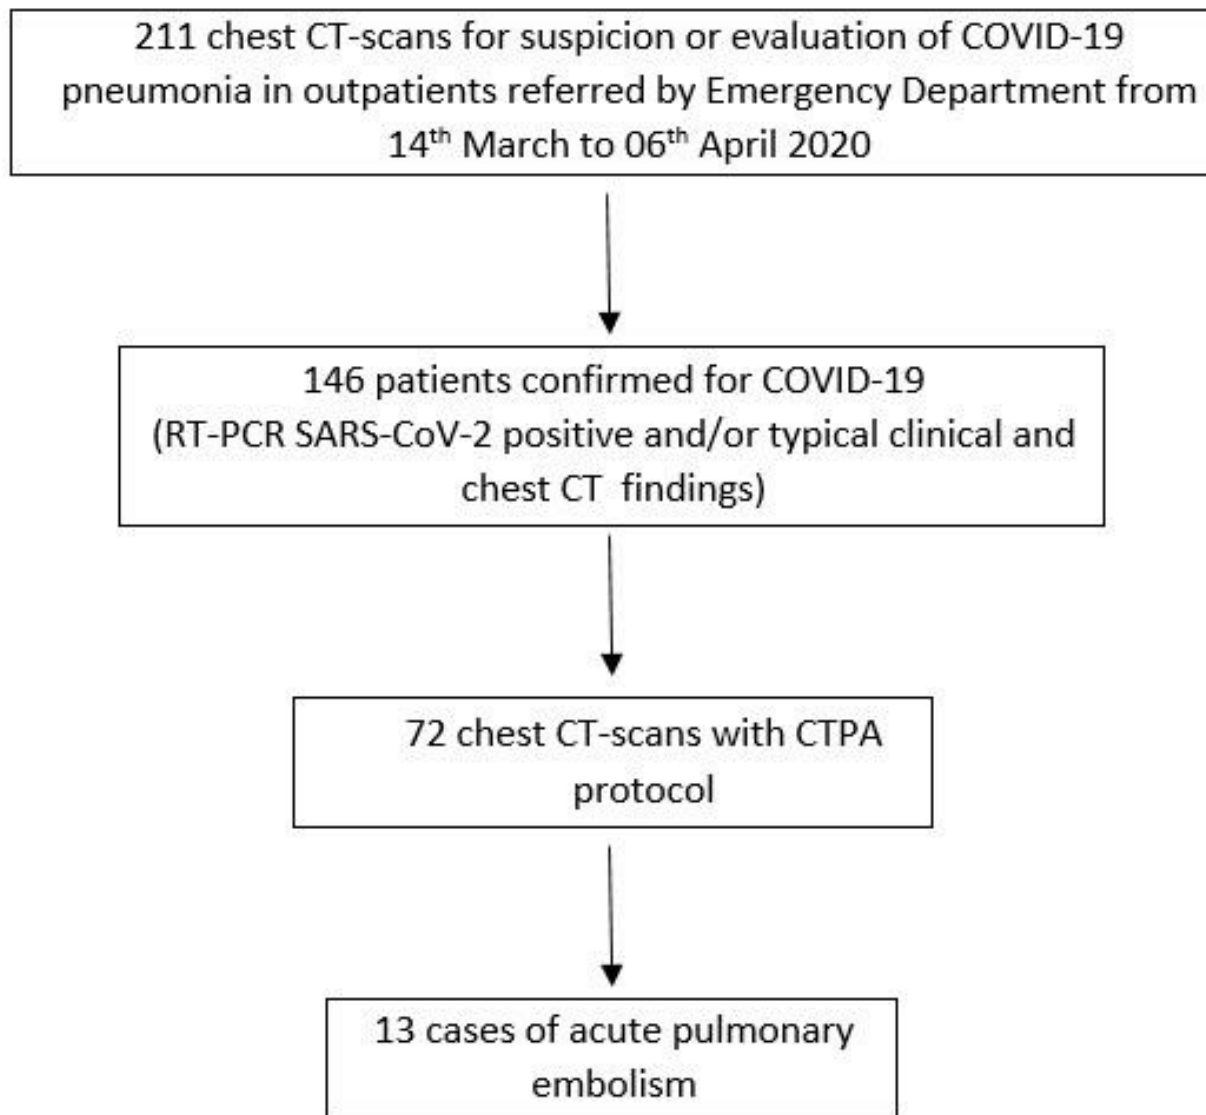 211 chest CT-scans for suspicion or evaluation of COVID-19
pneumonia in outpatients referred by Emergency Department from
14th March to 06th April 2020
146 patients confirmed for COVID-19
(RT-PCR SARS-CoV-2 positive and/or typical clinical and
chest CT findings)
72 chest CT-scans with CTPA
protocol
13 cases of acute pulmonary
embolism